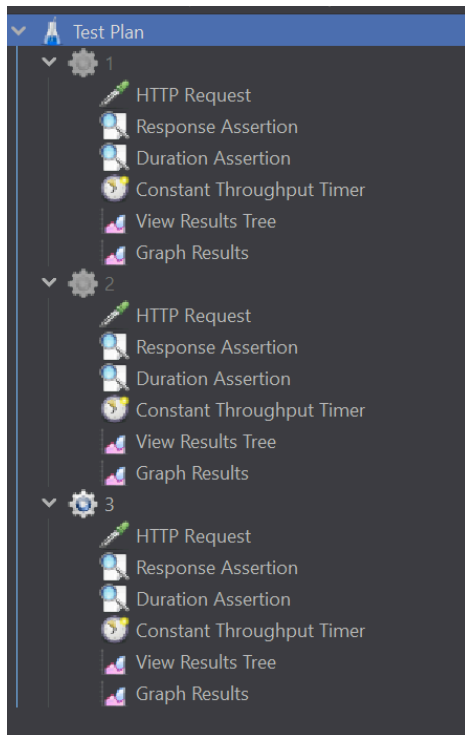 Test Plan
1
HTTP Request
Response Assertion
Duration Assertion
Constant Throughput Timer
View Results Tree
Graph Results
2
HTTP Request
Response Assertion
Duration Assertion
Constant Throughput Timer
View Results Tree
Graph Results
3
HTTP Request
Response Assertion
Duration Assertion
Constant Throughput Timer
View Results Tree
Graph Results